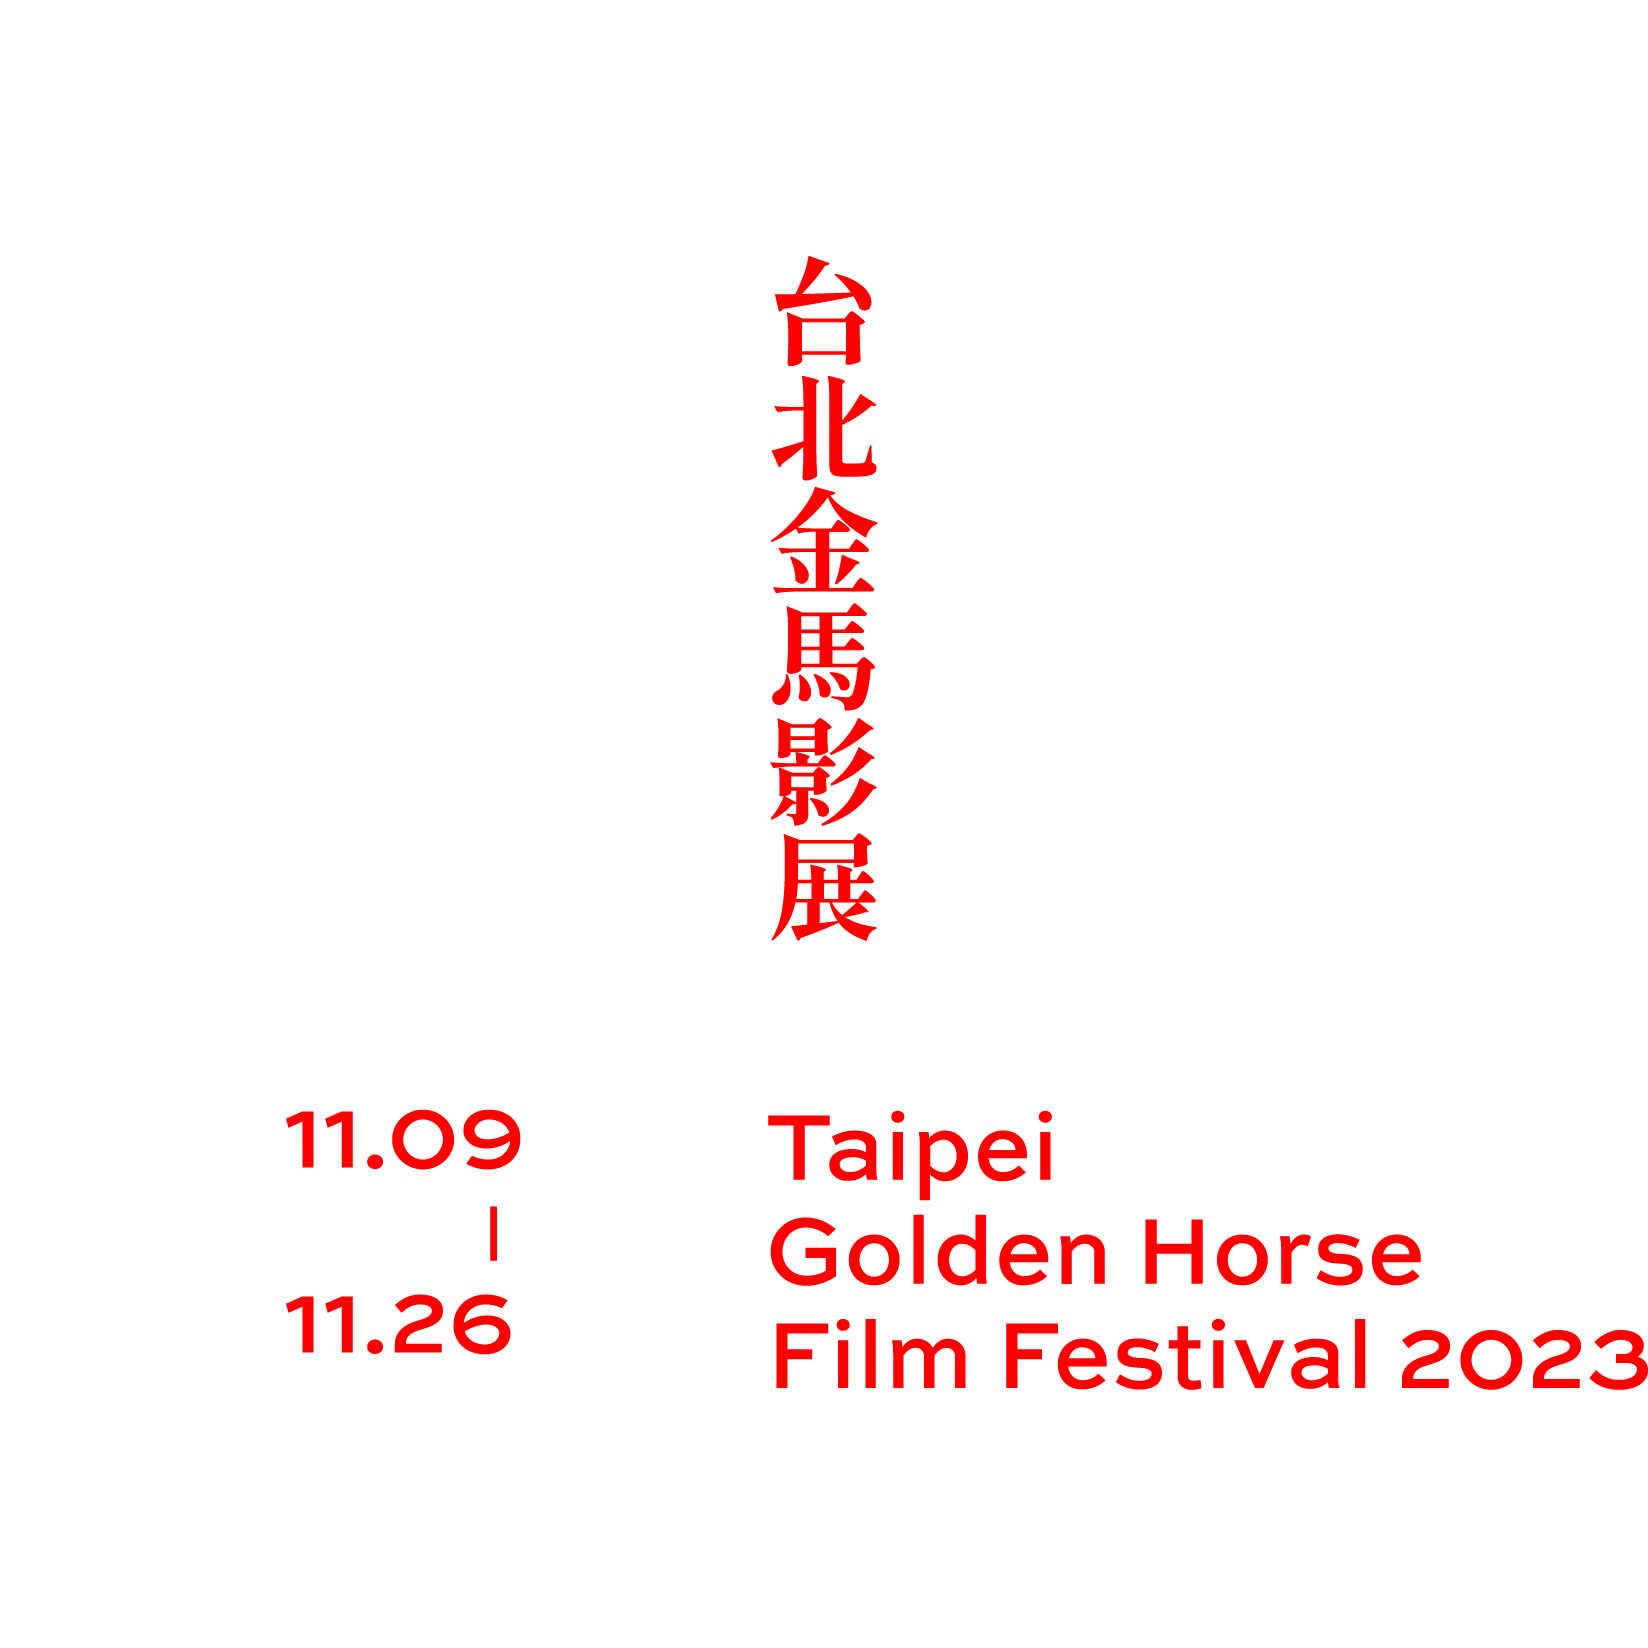 台北金馬影展
11.09
|
11.26
Taipei
Golden Horse
Film Festival 2023